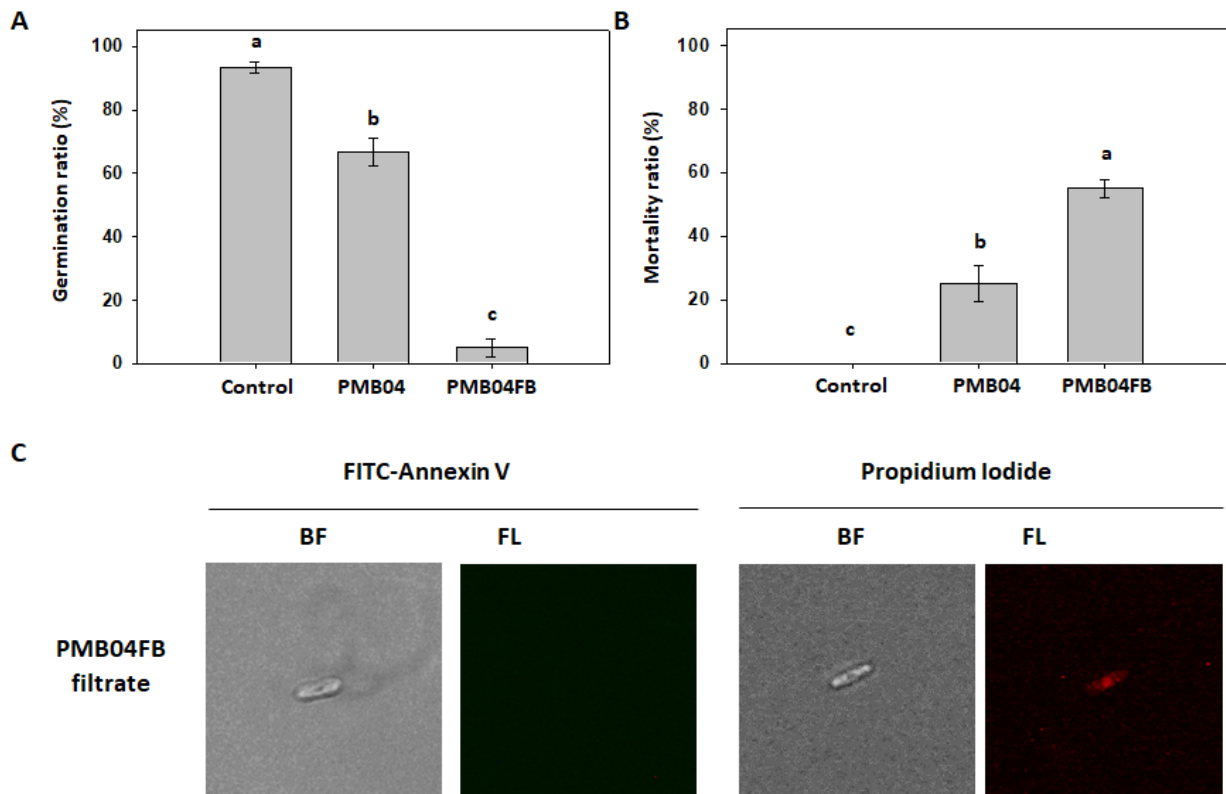 A
Germination ratio (%)
100
80
60
40
20
0
a
b
c
Control PMB04 PMB04FB
B
Mortality ratio (%)
100
80
60
40
20
0
c
b
a
Control PMB04 PMB04FB
C
FITC-Annexin V Propidium Iodide
BF FL BF FL
PMB04FB
filtrate